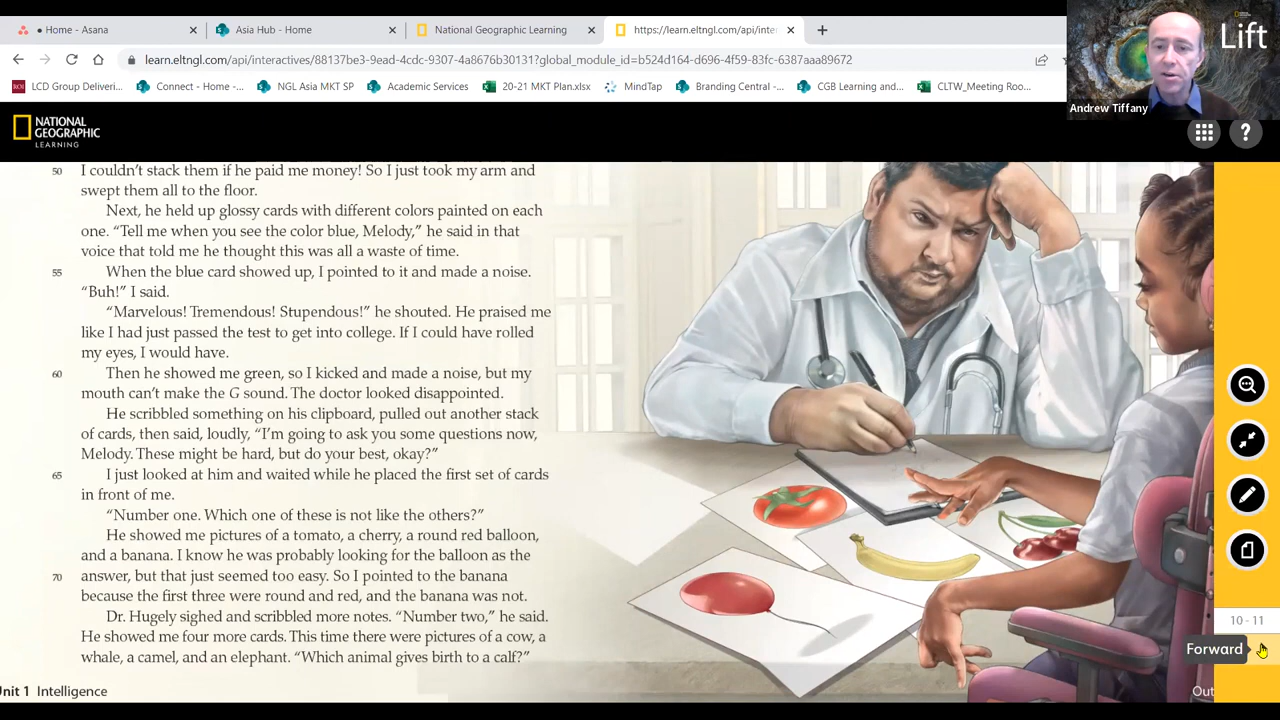 • Home - Asana
Asia Hub - Home
National Geographic Learning
https://learn.eltngl.com/api/inter
Lift
learn.eltngl.com/api/interactives/88137be3-9ead-4cdc-9307-4a8676b30131?global_module_id=b524d164-d696-4f59-83fc-6387aaa89672
LCD Group Deliveri...
Connect - Home -...
NGL Asia MKT SP
Academic Services
20-21 MKT Plan.xlsx
MindTap
Branding Central -...
CGB Learning and...
CLTW_Meeting Roo...
Andrew Tiffany
NATIONAL
GEOGRAPHIC
LEARNING
?
50 I couldn't stack them if he paid me money! So I just took my arm and
swept them all to the floor.
Next, he held up glossy cards with different colors painted on each
one. “Tell me when you see the color blue, Melody,” he said in that
voice that told me he thought this was all a waste of time.
55 When the blue card showed up, I pointed to it and made a noise.
“Buh!” I said.
“Marvelous! Tremendous! Stupendous!” he shouted. He praised me
like I had just passed the test to get into college. If I could have rolled
my eyes, I would have.
60 Then he showed me green, so I kicked and made a noise, but my
mouth can't make the G sound. The doctor looked disappointed.
He scribbled something on his clipboard, pulled out another stack
of cards, then said, loudly, “I'm going to ask you some questions now,
Melody. These might be hard, but do your best, okay?”
65 I just looked at him and waited while he placed the first set of cards
in front of me.
“Number one. Which one of these is not like the others?”
He showed me pictures of a tomato, a cherry, a round red balloon,
and a banana. I know he was probably looking for the balloon as the
70 answer, but that just seemed too easy. So I pointed to the banana
because the first three were round and red, and the banana was not.
Dr. Hugely sighed and scribbled more notes. “Number two,” he said.
He showed me four more cards. This time there were pictures of a cow, a
whale, a camel, and an elephant. “Which animal gives birth to a calf?”
10 - 11
Forward
Unit 1 Intelligence
Out